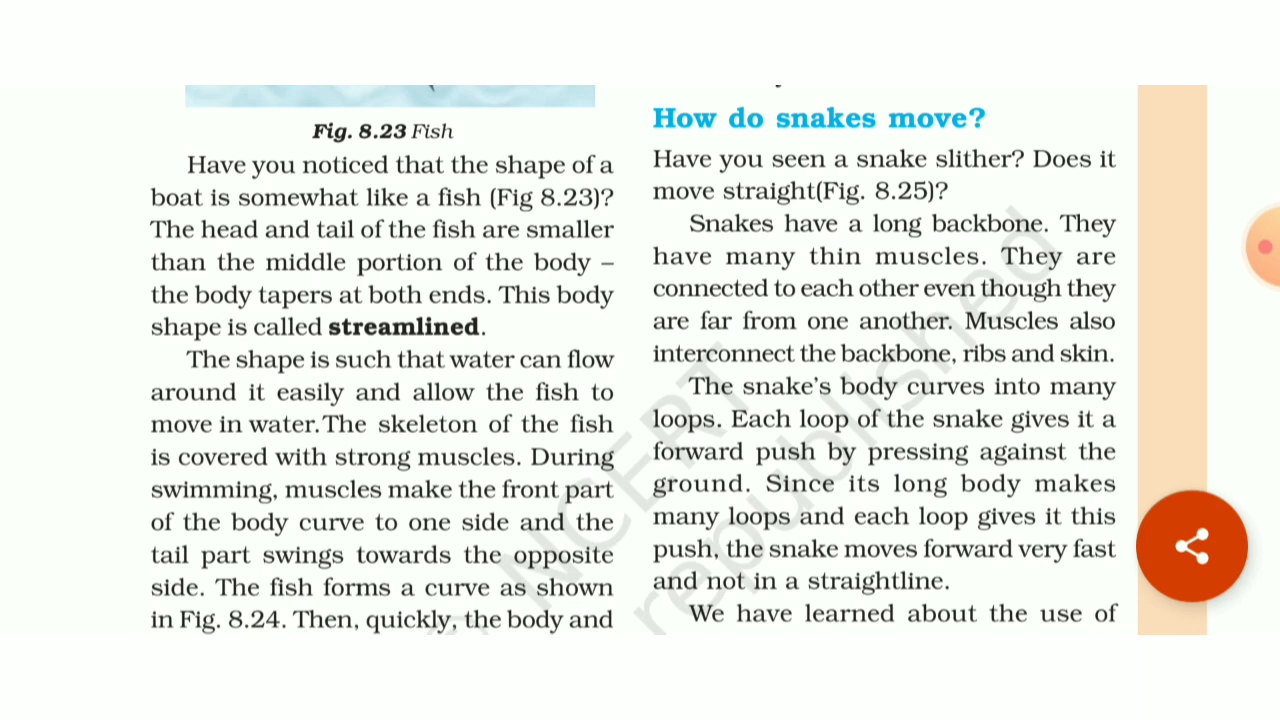 Fig. 8.23 Fish
Have you noticed that the shape of a
boat is somewhat like a fish (Fig 8.23)?
The head and tail of the fish are smaller
than the middle portion of the body –
the body tapers at both ends. This body
shape is called streamlined.
The shape is such that water can flow
around it easily and allow the fish to
move in water. The skeleton of the fish
is covered with strong muscles. During
swimming, muscles make the front part
of the body curve to one side and the
tail part swings towards the opposite
side. The fish forms a curve as shown
in Fig. 8.24. Then, quickly, the body and
How do snakes move?
Have you seen a snake slither? Does it
move straight(Fig. 8.25)?
Snakes have a long backbone. They
have many thin muscles. They are
connected to each other even though they
are far from one another. Muscles also
interconnect the backbone, ribs and skin.
The snake's body curves into many
loops. Each loop of the snake gives it a
forward push by pressing against the
ground. Since its long body makes
many loops and each loop gives it this
push, the snake moves forward very fast
and not in a straightline.
We have learned about the use of
© NCERT
republished